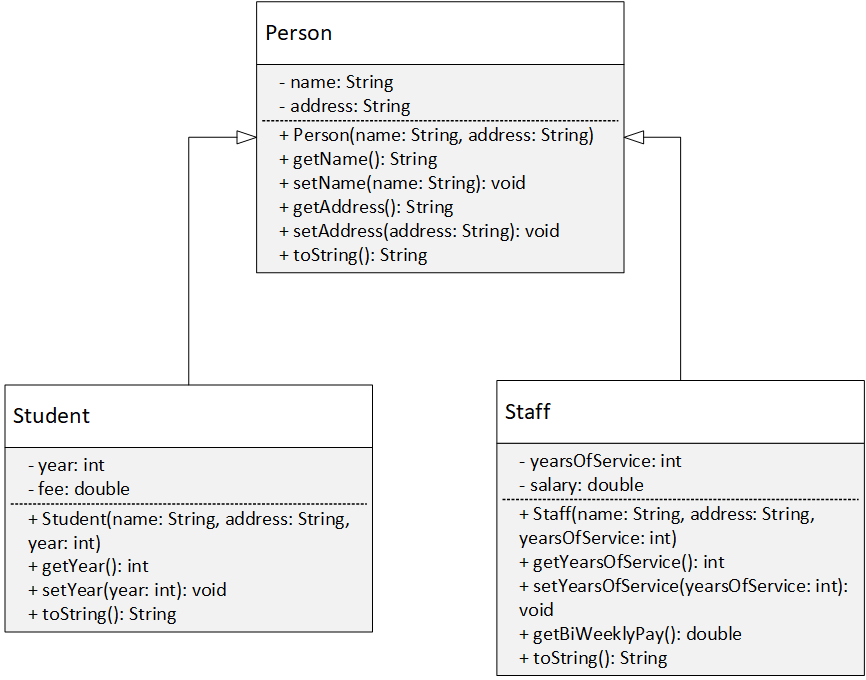 Person
- name: String
- address: String
+ Person(name: String, address: String)
+ getName(): String
+ setName(name: String): void
+ getAddress(): String
+ setAddress(address: String): void
+ toString(): String
Student
- year: int
- fee: double
+ Student(name: String, address: String,
year: int)
+ getYear(): int
+ setYear(year: int): void
+ toString(): String
Staff
- yearsOfService: int
- salary: double
+ Staff(name: String, address: String,
yearsOfService: int)
+ getYearsOfService(): int
+ setYearsOfService(yearsOfService: int):
void
+ getBiWeeklyPay(): double
+ toString(): String